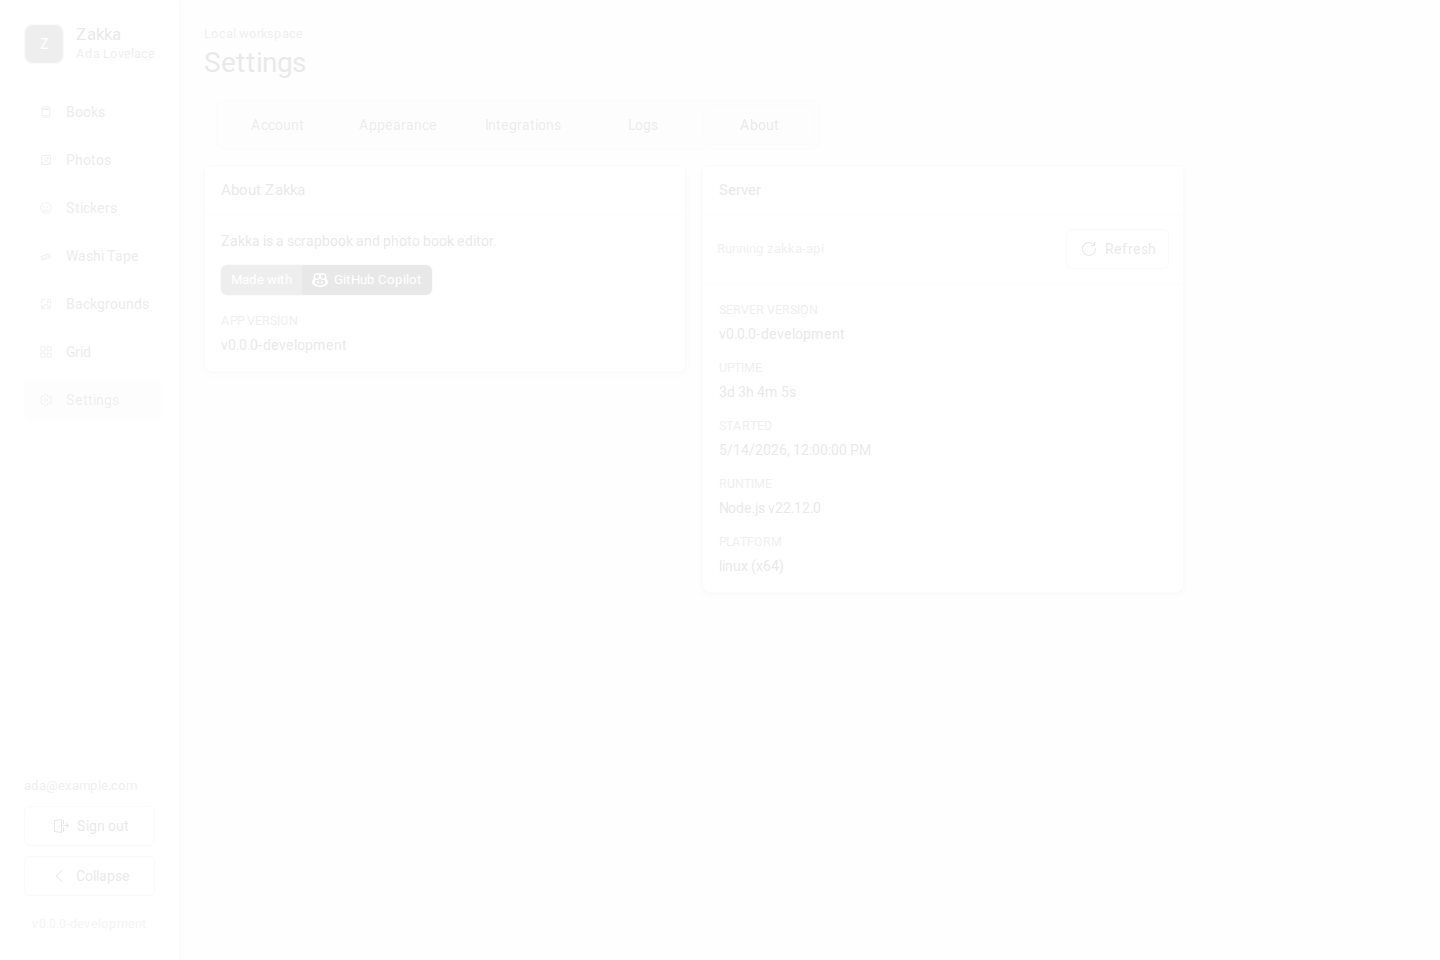 Z
Zakka
Ada Lovelace
Books
Photos
Stickers
Washi Tape
Backgrounds
Grid
Settings
ada@example.com
Sign out
Collapse
v0.0.0-development
Local workspace
Settings
Account
Appearance
Integrations
Logs
About
About Zakka
Zakka is a scrapbook and photo book editor.
Made with GitHub Copilot
APP VERSION
v0.0.0-development
Server
Running zakka-api
Refresh
SERVER VERSION
v0.0.0-development
UPTIME
3d 3h 4m 5s
STARTED
5/14/2026, 12:00:00 PM
RUNTIME
Node.js v22.12.0
PLATFORM
linux (x64)